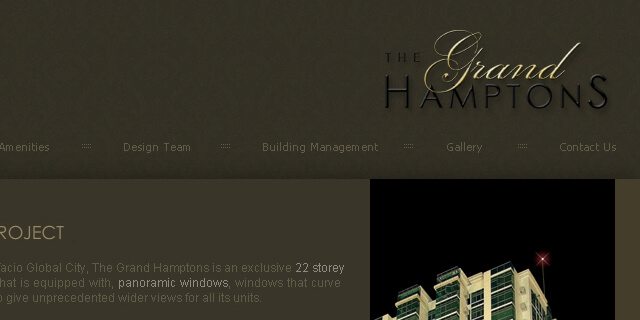 THE Grand
HAMPTONS
Amenities Design Team Building Management Gallery Contact Us
ROJECT
facio Global City, The Grand Hamptons is an exclusive 22 storey
that is equipped with, panoramic windows, windows that curve
o give unprecedented wider views for all its units.